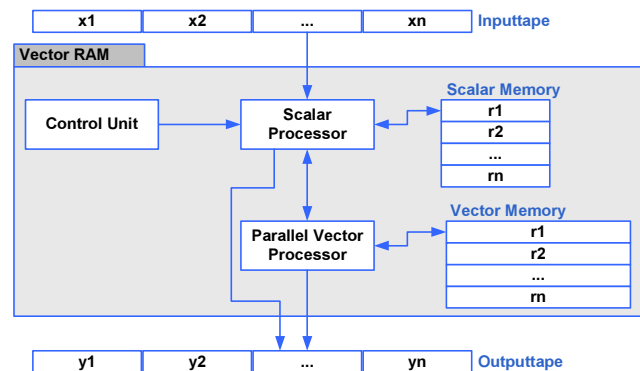 x1 x2 ... xn Inputtape
Vector RAM
Scalar Memory
Control Unit
Scalar
Processor
r1
r2
...
rn
Vector Memory
Parallel Vector
Processor
r1
r2
...
rn
y1 y2 ... yn Outputtape